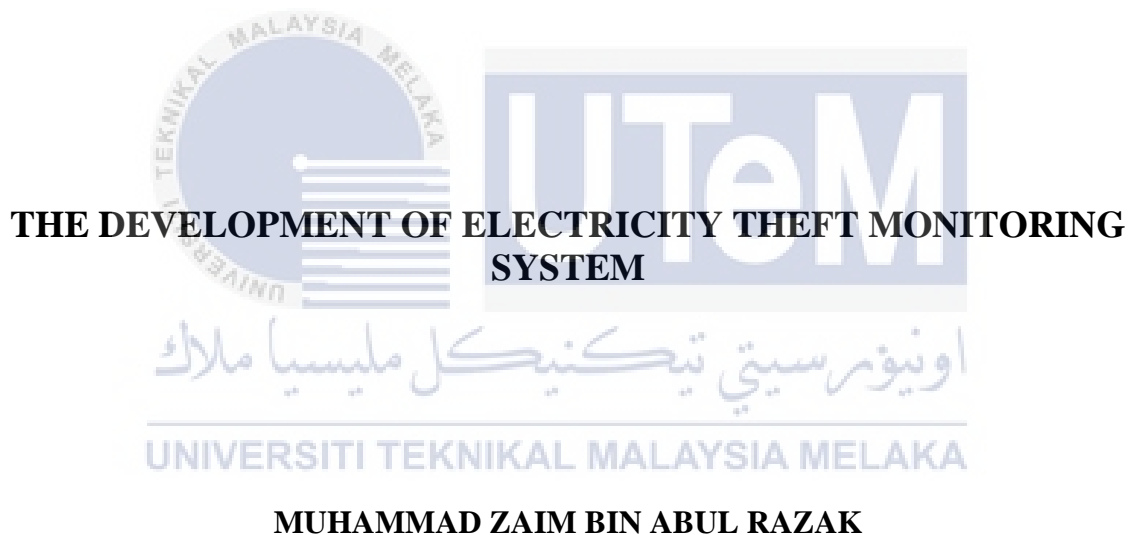 UNIVERSITI TEKNIKAL MALAYSIA MELAKA
UTeM
THE DEVELOPMENT OF ELECTRICITY THEFT MONITORING
SYSTEM
اونيۏرسيتي تيكنيكل مليسيا ملاك
UNIVERSITI TEKNIKAL MALAYSIA MELAKA
MUHAMMAD ZAIM BIN ABUL RAZAK